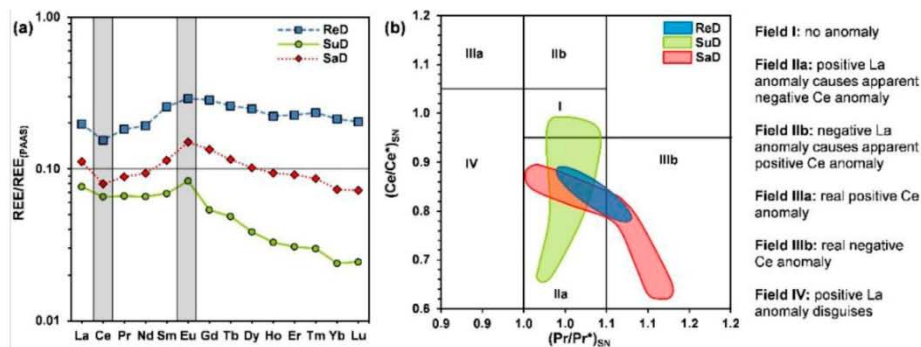 (a)
ReD
SuD
SaD
REE/REE(PAAS)
1.00
0.10
0.01
La Ce Pr Nd Sm Eu Gd Tb Dy Ho Er Tm Yb Lu
(b)
ReD
SuD
SaD
(Ce/Ce*)SN
1.2
1.1
1.0
0.9
0.8
0.7
0.6
IIIa
IIb
I
IV
IIIb
IIa
0.9 0.9 1.0 1.0 1.1 1.1 1.2 1.2
(Pr/Pr*)SN
Field I: no anomaly
Field IIa: positive La
anomaly causes apparent
negative Ce anomaly
Field IIb: negative La
anomaly causes apparent
positive Ce anomaly
Field IIIa: real positive Ce
anomaly
Field IIIb: real negative
Ce anomaly
Field IV: positive La
anomaly disguises